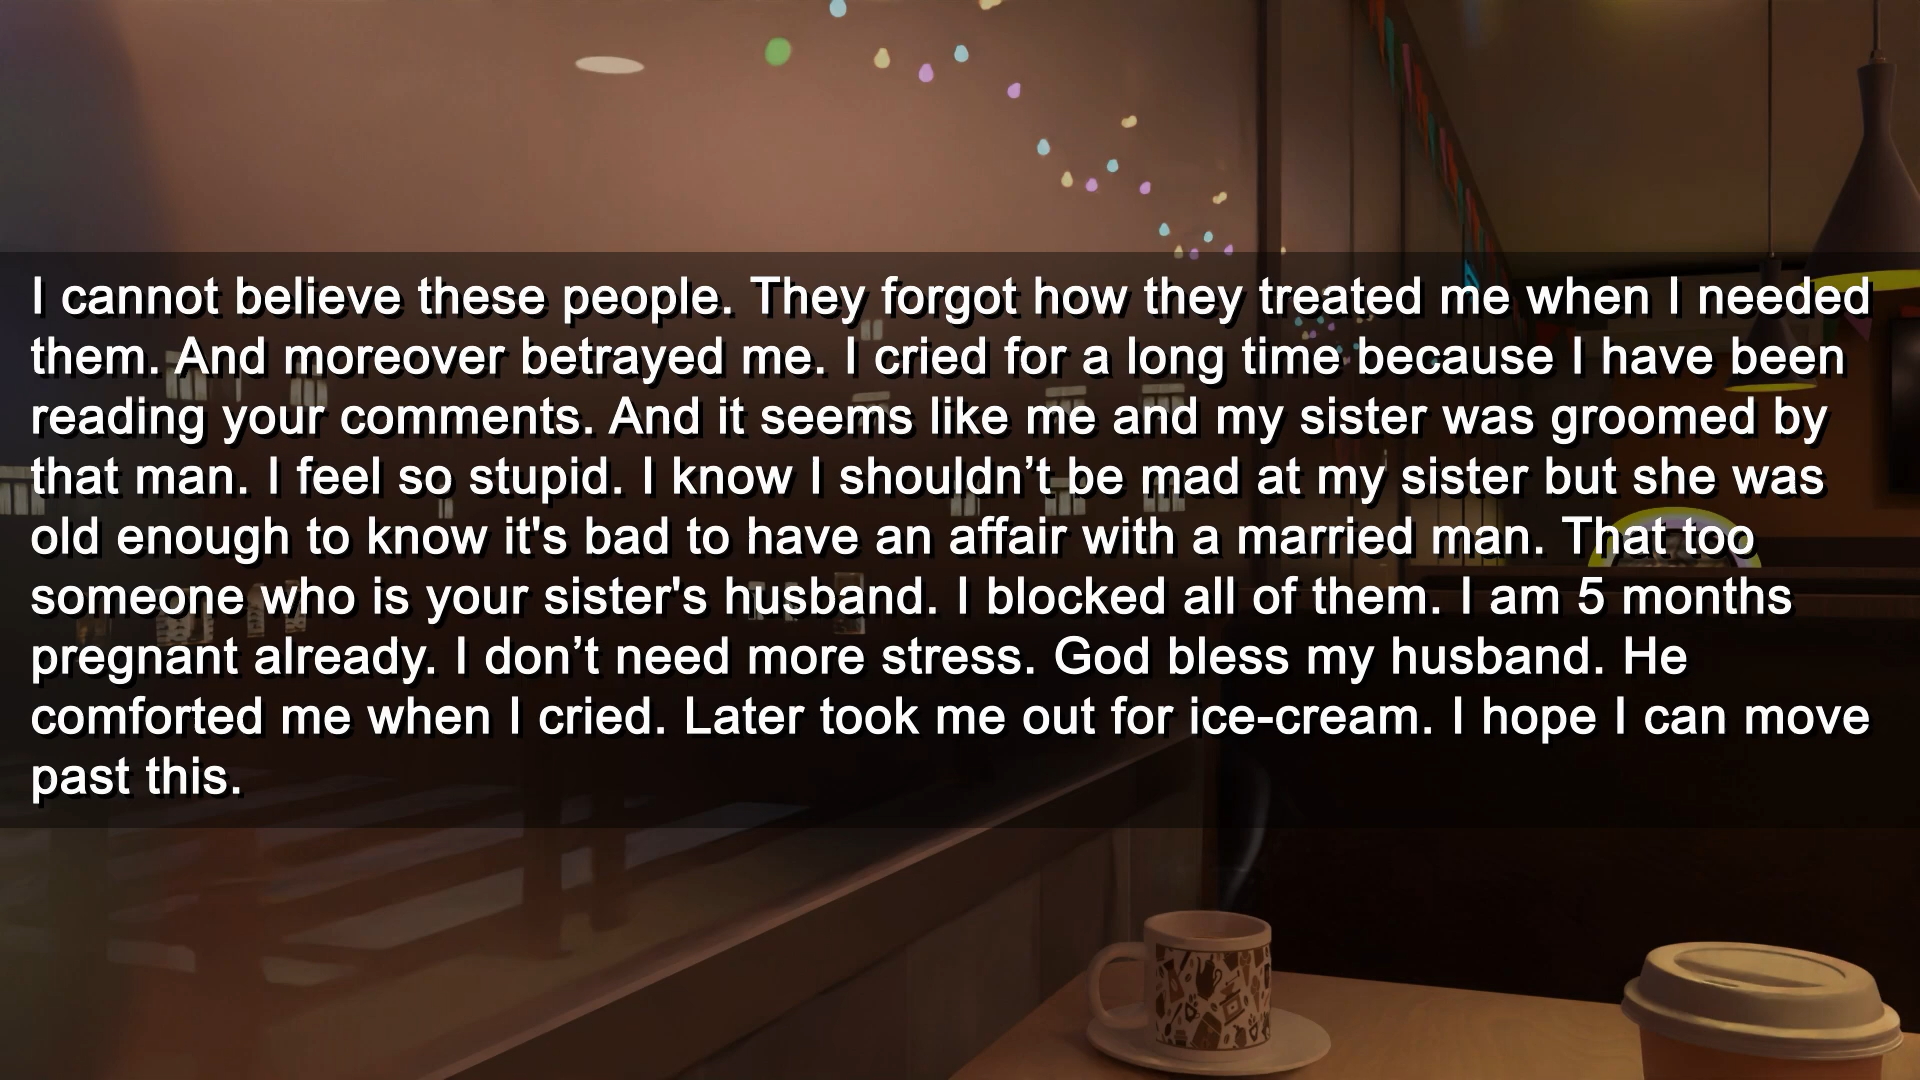 I cannot believe these people. They forgot how they treated me when I needed
them. And moreover betrayed me. I cried for a long time because I have been
reading your comments. And it seems like me and my sister was groomed by
that man. I feel so stupid. I know I shouldn’t be mad at my sister but she was
old enough to know it's bad to have an affair with a married man. That too
someone who is your sister's husband. I blocked all of them. I am 5 months
pregnant already. I don’t need more stress. God bless my husband. He
comforted me when I cried. Later took me out for ice-cream. I hope I can move
past this.